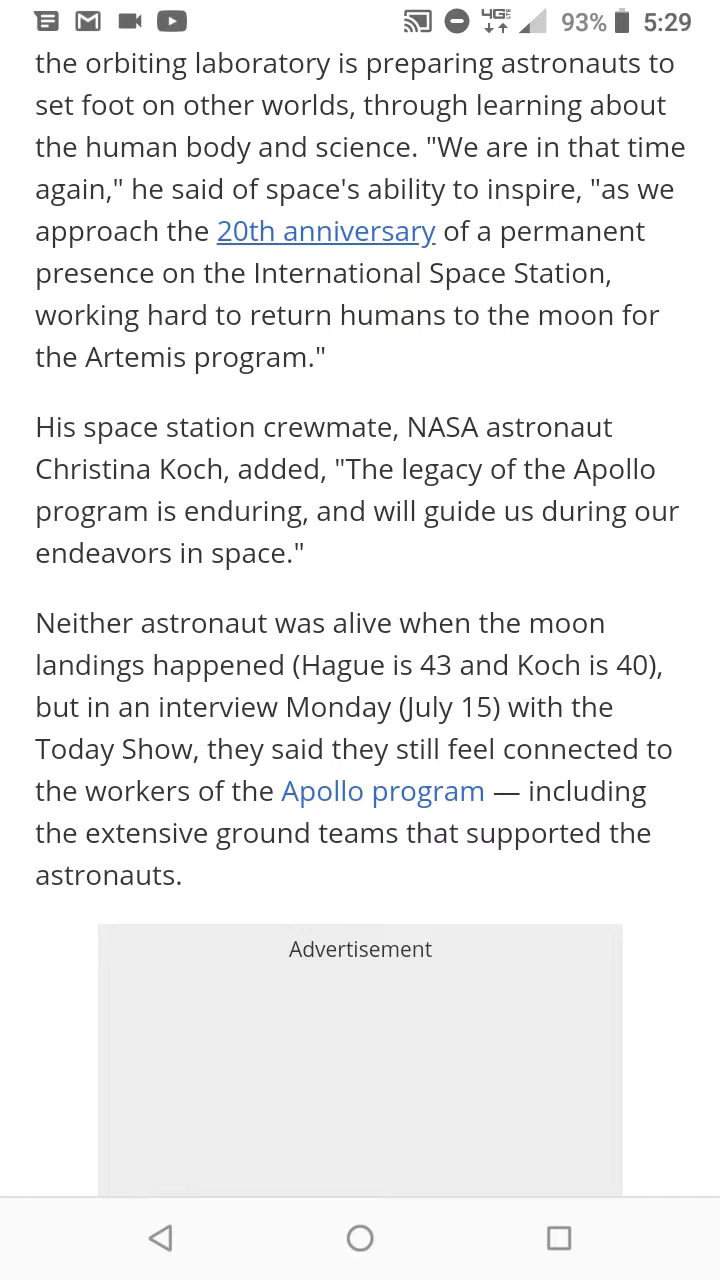 4G 93% 5:29
the orbiting laboratory is preparing astronauts to
set foot on other worlds, through learning about
the human body and science. "We are in that time
again," he said of space's ability to inspire, "as we
approach the 20th anniversary of a permanent
presence on the International Space Station,
working hard to return humans to the moon for
the Artemis program."
His space station crewmate, NASA astronaut
Christina Koch, added, "The legacy of the Apollo
program is enduring, and will guide us during our
endeavors in space."
Neither astronaut was alive when the moon
landings happened (Hague is 43 and Koch is 40),
but in an interview Monday (July 15) with the
Today Show, they said they still feel connected to
the workers of the Apollo program — including
the extensive ground teams that supported the
astronauts.
Advertisement